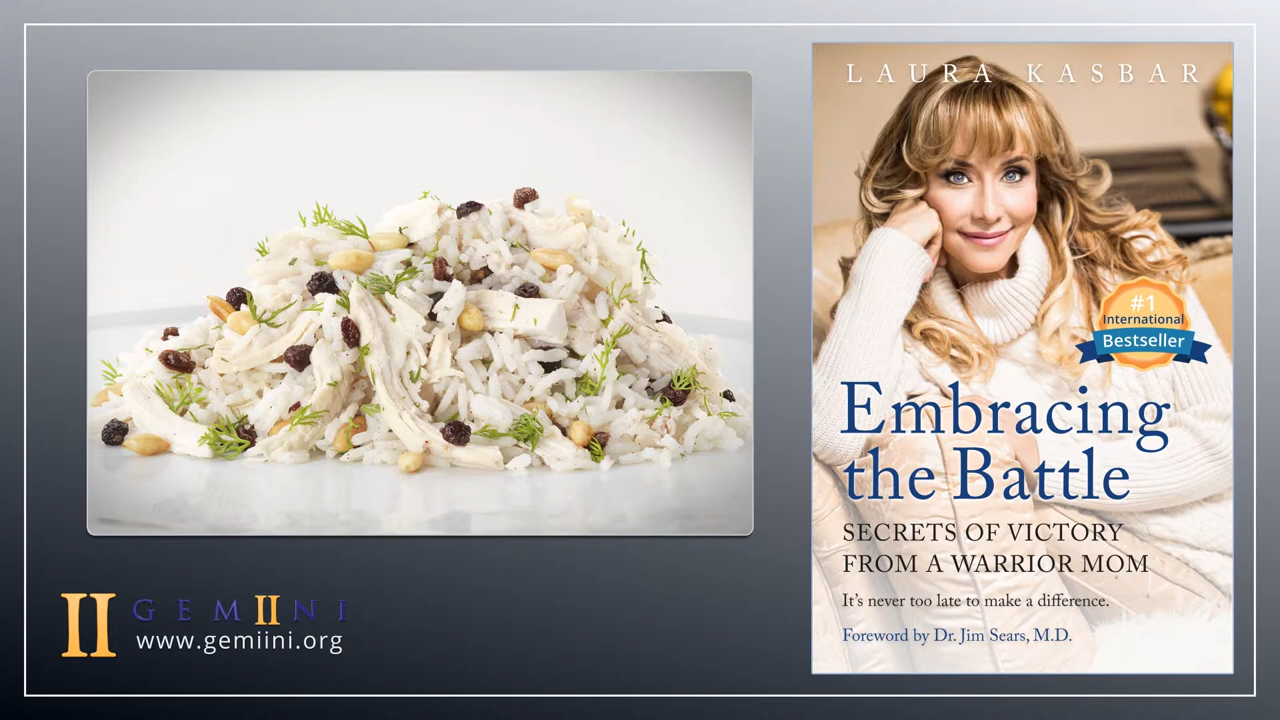 LAURA KASBAR
#1
International
Bestseller
Embracing
the Battle
SECRETS OF VICTORY
FROM A WARRIOR MOM
It's never too late to make a difference.
Foreword by Dr. Jim Sears, M.D.
II GEMIINI
www.gemiini.org